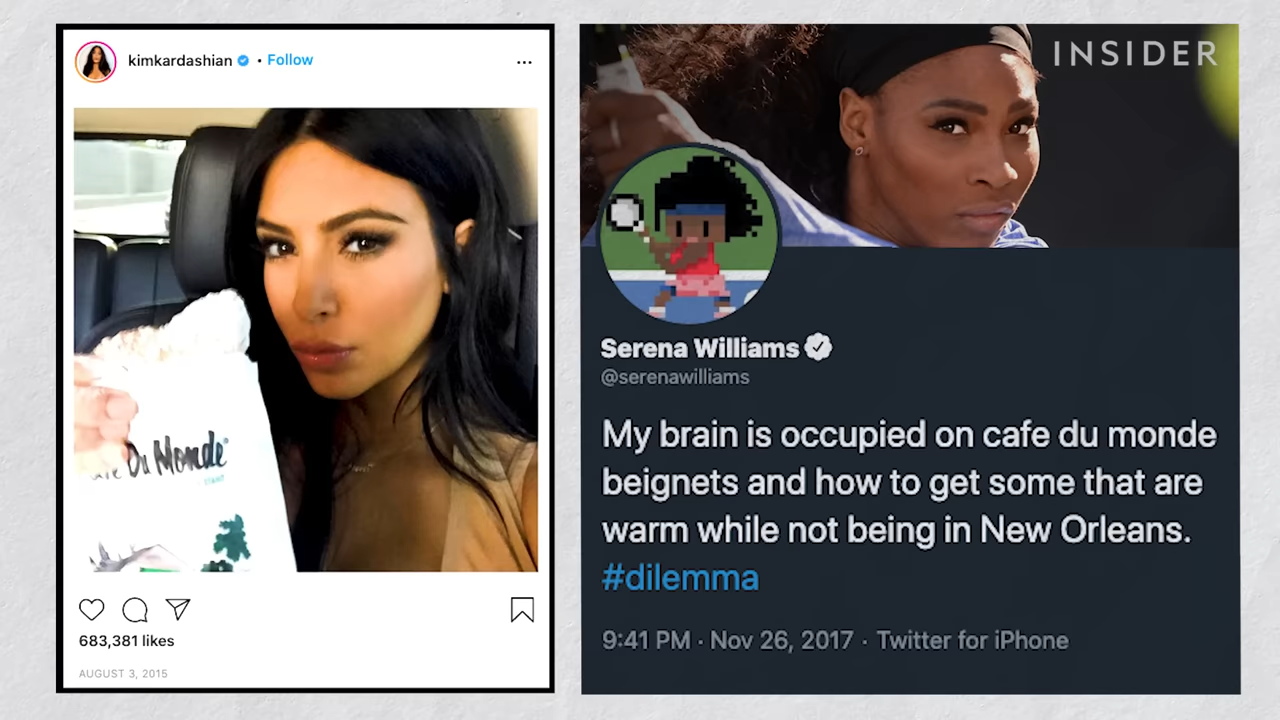 kimkardashian • Follow
Du Monde
683,381 likes
AUGUST 3, 2015
INSIDER
Serena Williams
@serenawilliams
My brain is occupied on cafe du monde
beignets and how to get some that are
warm while not being in New Orleans.
#dilemma
9:41 PM · Nov 26, 2017 · Twitter for iPhone